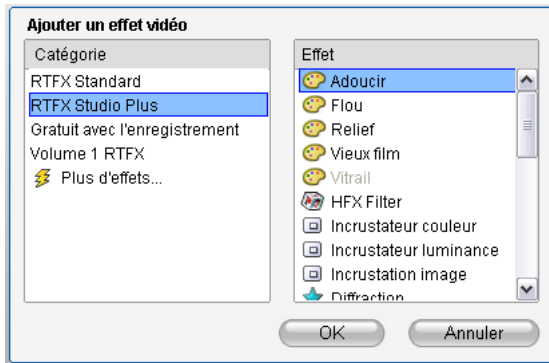 Ajouter un effet vidéo
Catégorie
RTFX Standard
RTFX Studio Plus
Gratuit avec l'enregistrement
Volume 1 RTFX
Plus d'effets...
Effet
Adoucir
Flou
Relief
Vieux film
Vitrail
HFX Filter
Incrustateur couleur
Incrustateur luminance
Incrustation image
Diffraction
OK
Annuler